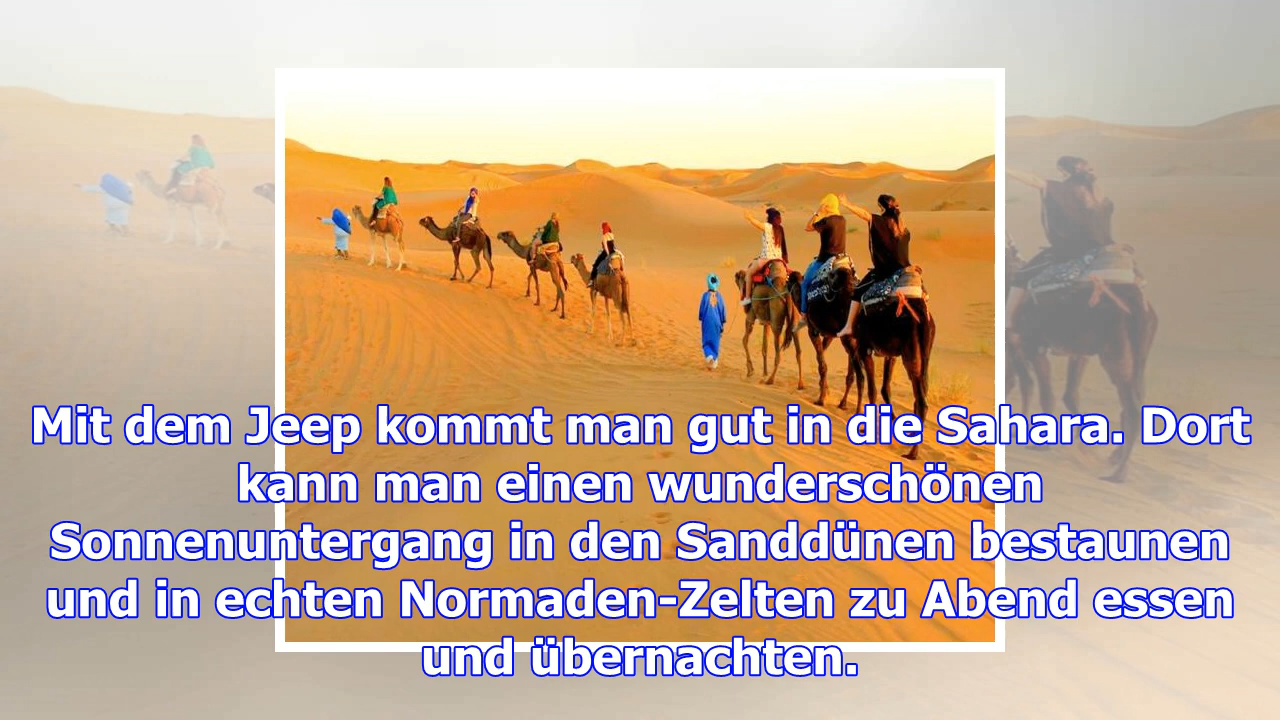 Mit dem Jeep kommt man gut in die Sahara. Dort
kann man einen wunderschönen
Sonnenuntergang in den Sanddünen bestaunen
und in echten Normaden-Zelten zu Abend essen
und übernachten.